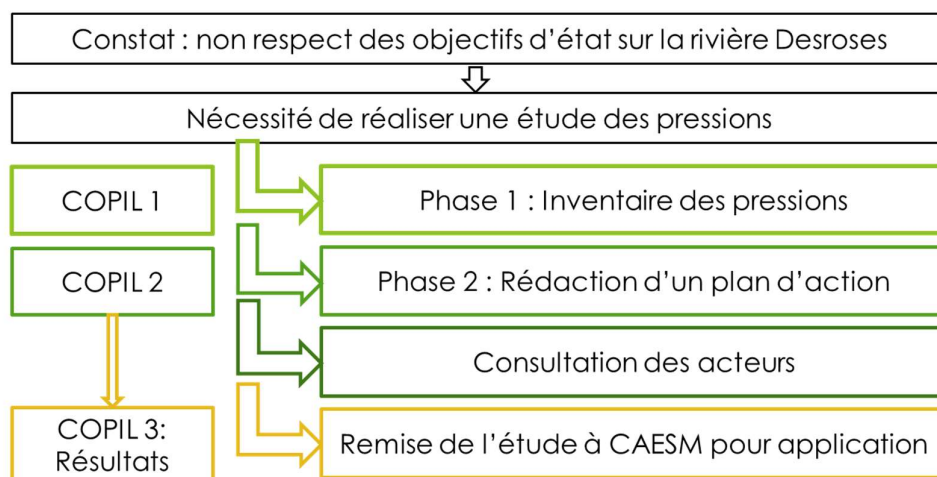 Constat : non respect des objectifs d’état sur la rivière Desroses
Nécessité de réaliser une étude des pressions
COPIL 1
Phase 1 : Inventaire des pressions
COPIL 2
Phase 2 : Rédaction d’un plan d’action
Consultation des acteurs
COPIL 3:
Résultats
Remise de l’étude à CAESM pour application